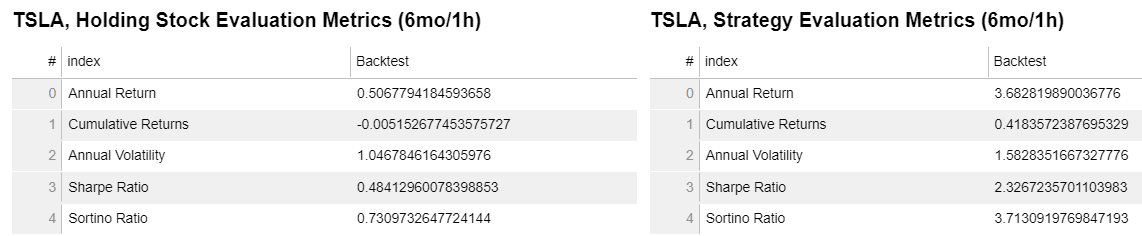 TSLA, Holding Stock Evaluation Metrics (6mo/1h)
# index Backtest
0 Annual Return 0.5067794184593658
1 Cumulative Returns -0.005152677453575727
2 Annual Volatility 1.0467846164305976
3 Sharpe Ratio 0.48412960078398853
4 Sortino Ratio 0.7309732647724144
TSLA, Strategy Evaluation Metrics (6mo/1h)
# index Backtest
0 Annual Return 3.682819890036776
1 Cumulative Returns 0.4183572387695329
2 Annual Volatility 1.5828351667327776
3 Sharpe Ratio 2.3267235701103983
4 Sortino Ratio 3.7130919769847193